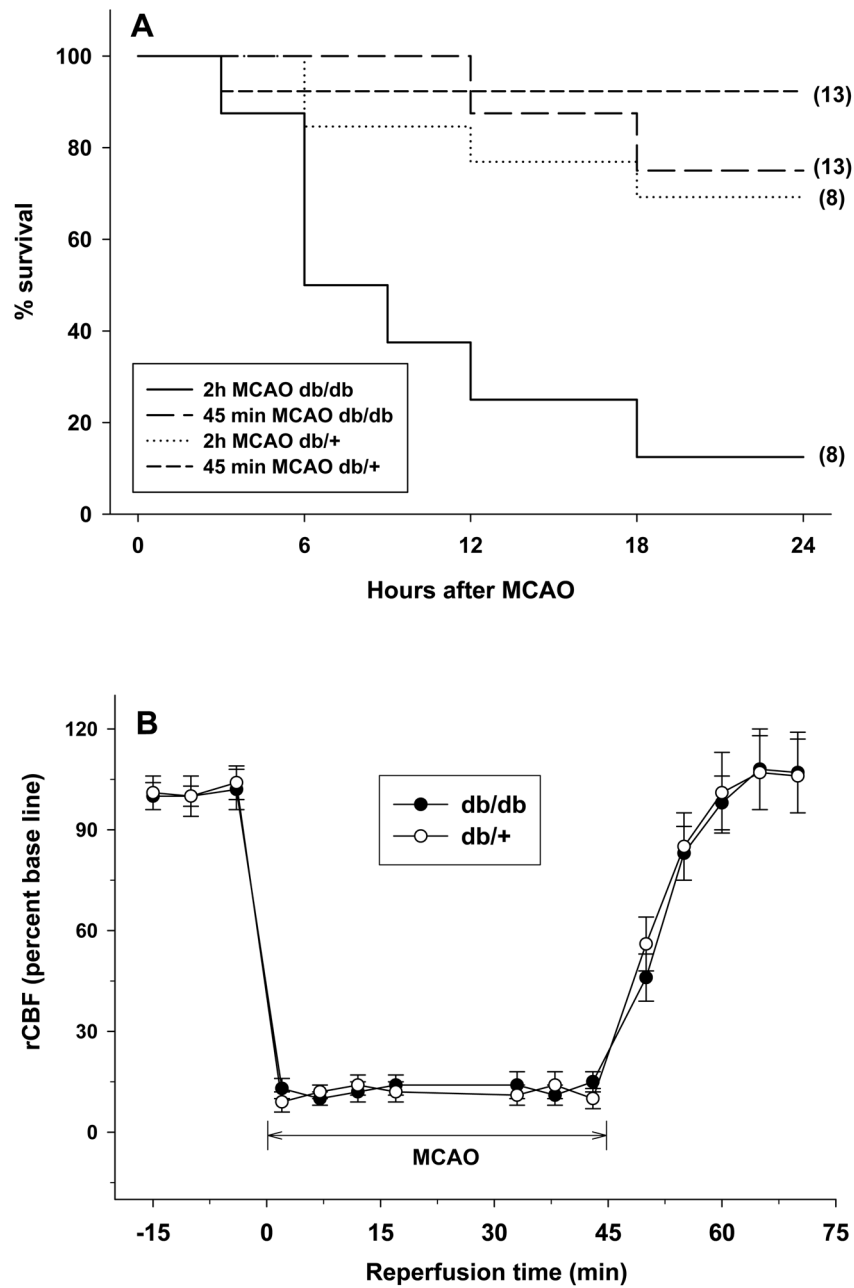 A
100
80
60
40
20
0
% survival
(13)
(13)
(8)
(8)
2h MCAO db/db
45 min MCAO db/db
2h MCAO db/+
45 min MCAO db/+
0 6 12 18 24
Hours after MCAO
B
120
90
60
30
0
rCBF (percent base line)
db/db
db/+
MCAO
-15 0 15 30 45 60 75
Reperfusion time (min)